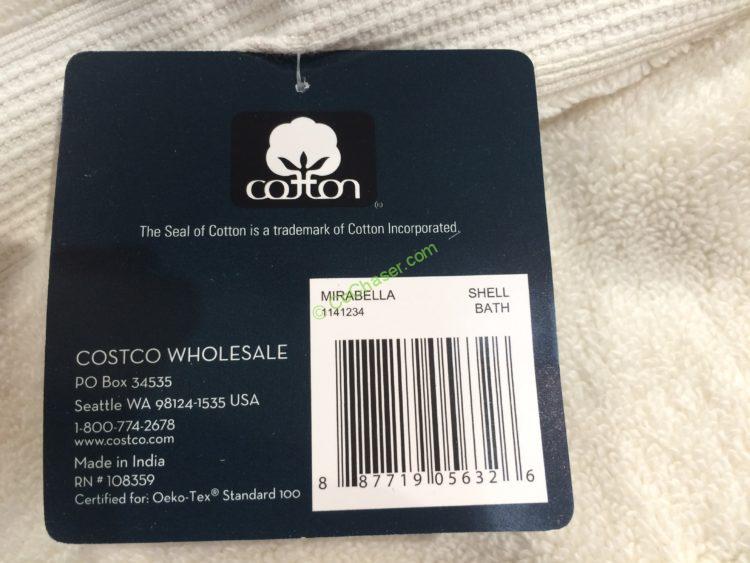 cotton
®
The Seal of Cotton is a trademark of Cotton Incorporated.
© CoChaser.com
MIRABELLA SHELL
1141234 BATH
8 87719 05632 6
COSTCO WHOLESALE
PO Box 34535
Seattle WA 98124-1535 USA
1-800-774-2678
www.costco.com
Made in India
RN # 108359
Certified for: Oeko-Tex® Standard 100